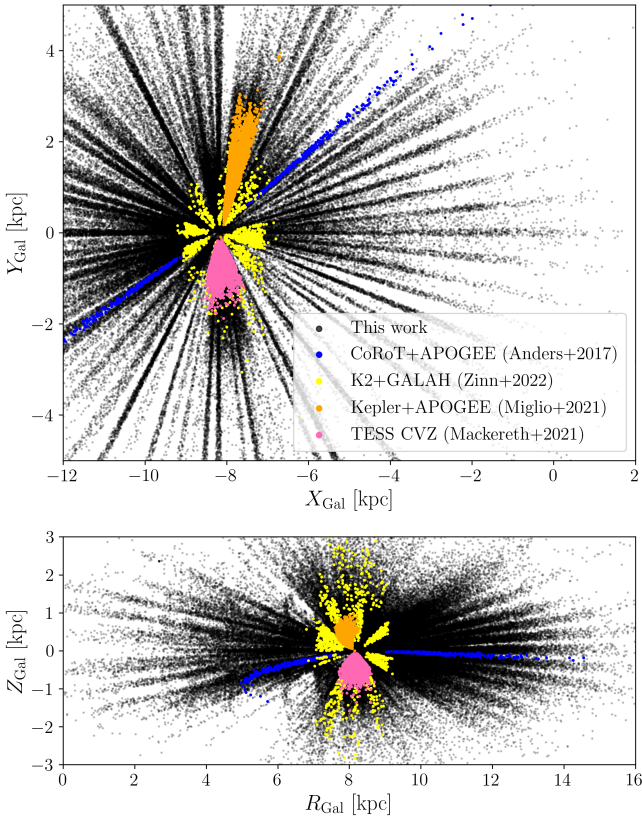 4
2
0
−2
−4
Y_Gal [kpc]
This work
CoRoT+APOGEE (Anders+2017)
K2+GALAH (Zinn+2022)
Kepler+APOGEE (Miglio+2021)
TESS CVZ (Mackereth+2021)
−12 −10 −8 −6 −4 −2 0 2
X_Gal [kpc]
3
2
1
0
−1
−2
−3
Z_Gal [kpc]
0 2 4 6 8 10 12 14 16
R_Gal [kpc]